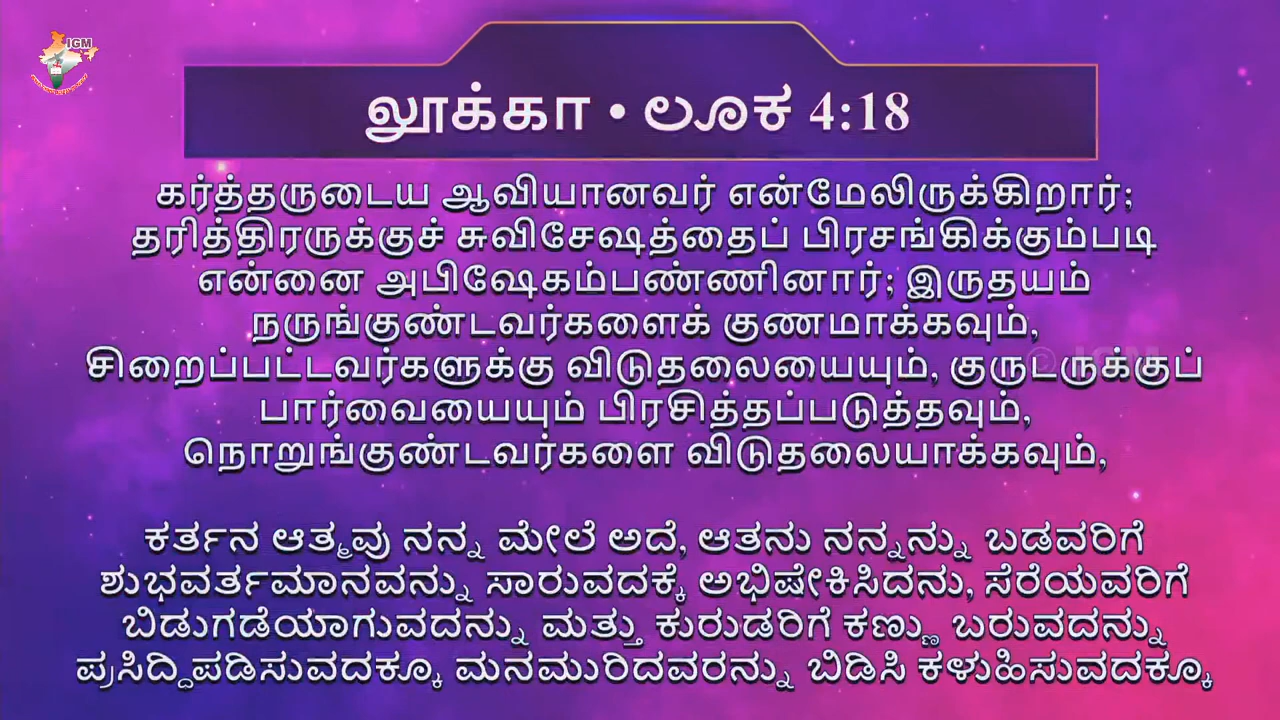 IGM
லூக்கா • ಲೂಕ 4:18
கர்த்தருடைய ஆவியானவர் என்மேலிருக்கிறார்;
தரித்திரருக்குச் சுவிசேஷத்தைப் பிரசங்கிக்கும்படி
என்னை அபிஷேகம்பண்ணினார்; இருதயம்
நருங்குண்டவர்களைக் குணமாக்கவும்,
சிறைப்பட்டவர்களுக்கு விடுதலையையும், குருடருக்குப்
பார்வையையும் பிரசித்தப்படுத்தவும்,
நொறுங்குண்டவர்களை விடுதலையாக்கவும்,
ಕರ್ತನ ಆತ್ಮವು ನನ್ನ ಮೇಲೆ ಅದೆ, ಆತನು ನನ್ನನ್ನು ಬಡವರಿಗೆ
ಶುಭವರ್ತಮಾನವನ್ನು ಸಾರುವದಕ್ಕೆ ಅಭಿಷೇಕಿಸಿದನು, ಸೆರೆಯವರಿಗೆ
ಬಿಡುಗಡೆಯಾಗುವದನ್ನು ಮತ್ತು ಕುರುಡರಿಗೆ ಕಣ್ಣು ಬರುವದನ್ನು
ಪ್ರಸಿದ್ದಿಪಡಿಸುವದಕ್ಕೂ ಮನಮುರಿದವರನ್ನು ಬಿಡಿಸಿ ಕಳುಹಿಸುವದಕ್ಕೂ